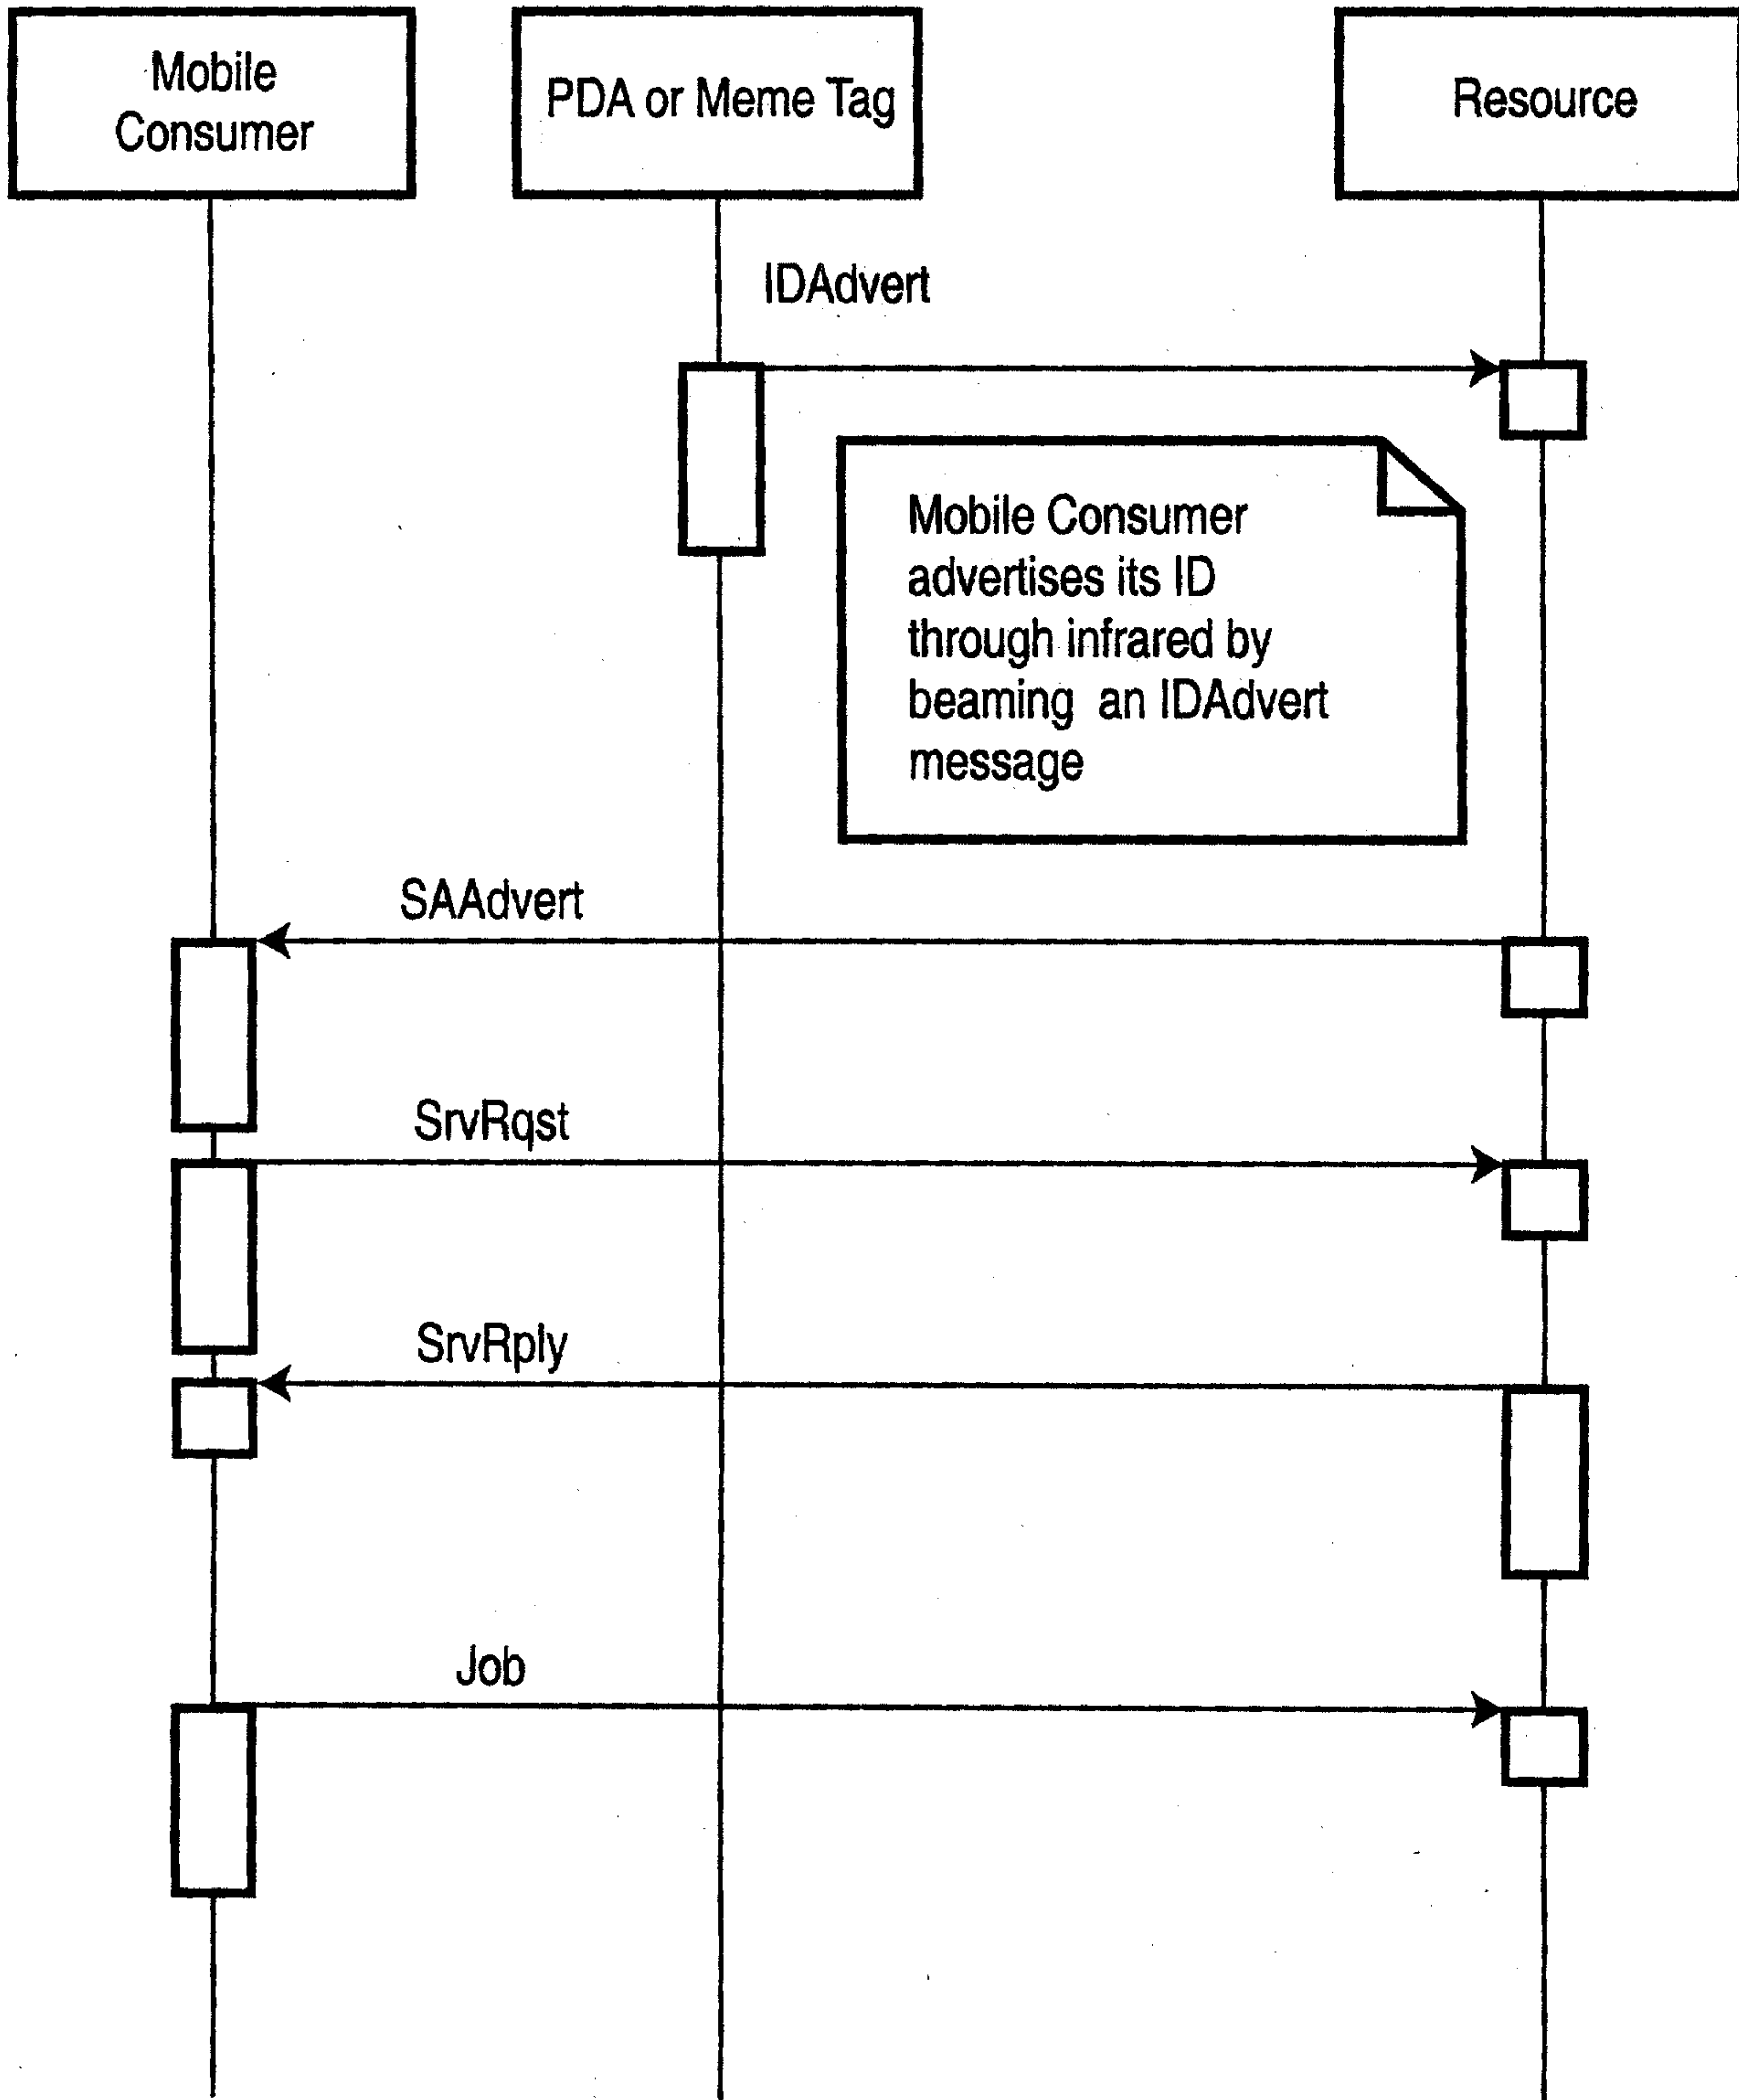 Mobile
Consumer
PDA or Meme Tag
Resource
IDAdvert
Mobile Consumer
advertises its ID
through infrared by
beaming an IDAdvert
message
SAAdvert
SrvRqst
SrvRply
Job